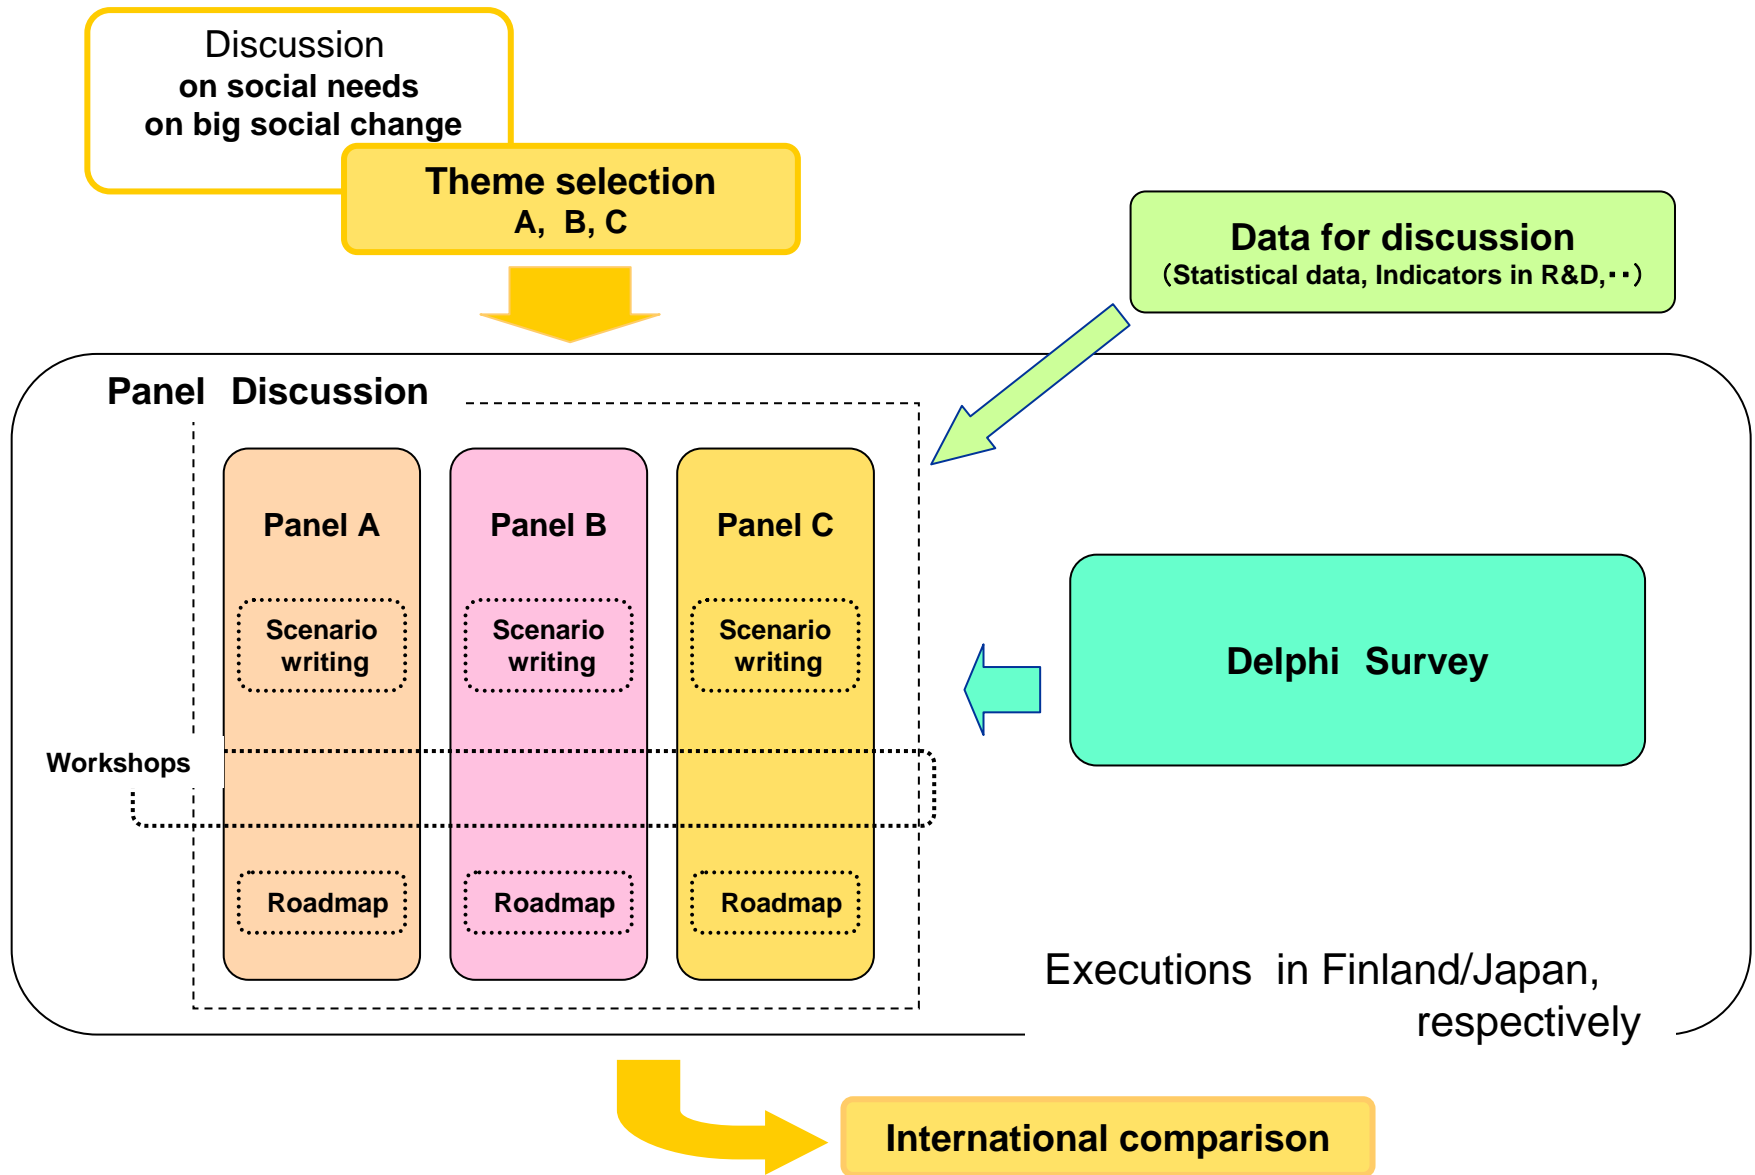 Discussion
on social needs
on big social change
Theme selection
A, B, C
Data for discussion
（Statistical data, Indicators in R&D,‥）
Panel Discussion
Panel A
Panel B
Panel C
Scenario
writing
Scenario
writing
Scenario
writing
Delphi Survey
Workshops
Roadmap
Roadmap
Roadmap
Executions in Finland/Japan,
respectively
International comparison